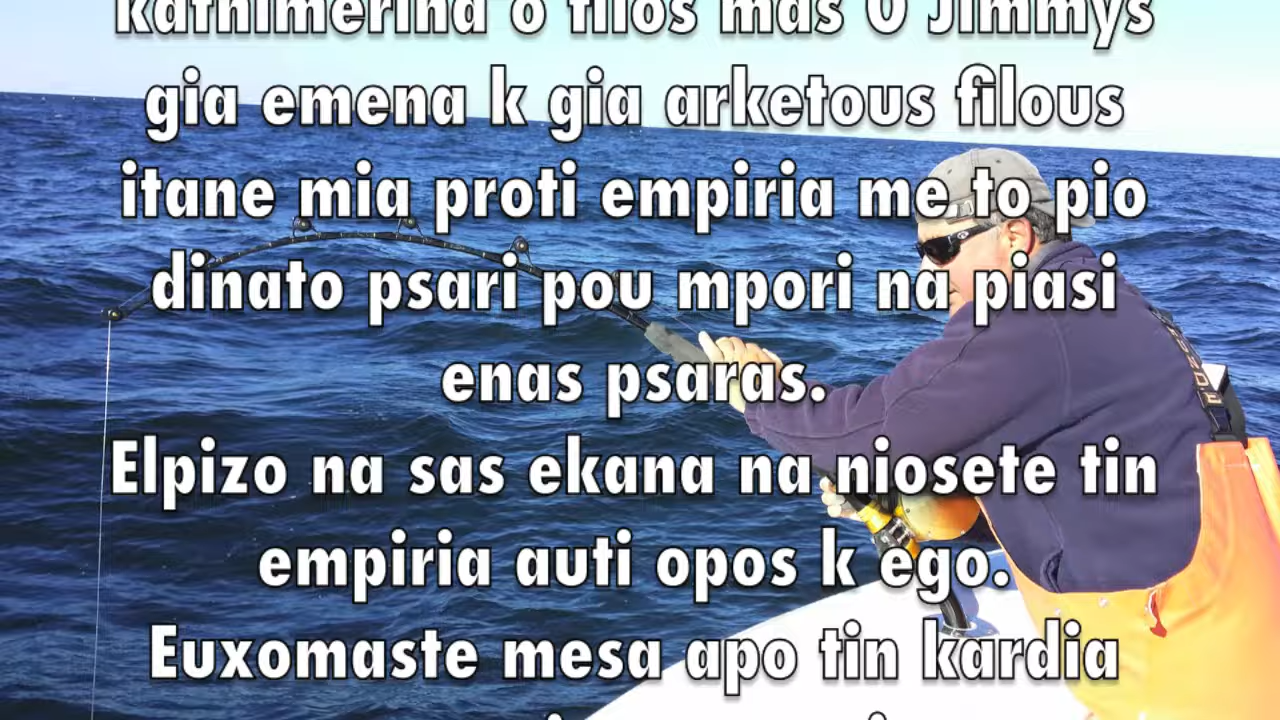 kathimerina o filos mas O Jimmys
gia emena k gia arketous filous
itane mia proti empiria me to pio
dinato psari pou mpori na piasi
enas psaras.
Elpizo na sas ekana na niosete tin
empiria auti opos k ego.
Euxomaste mesa apo tin kardia